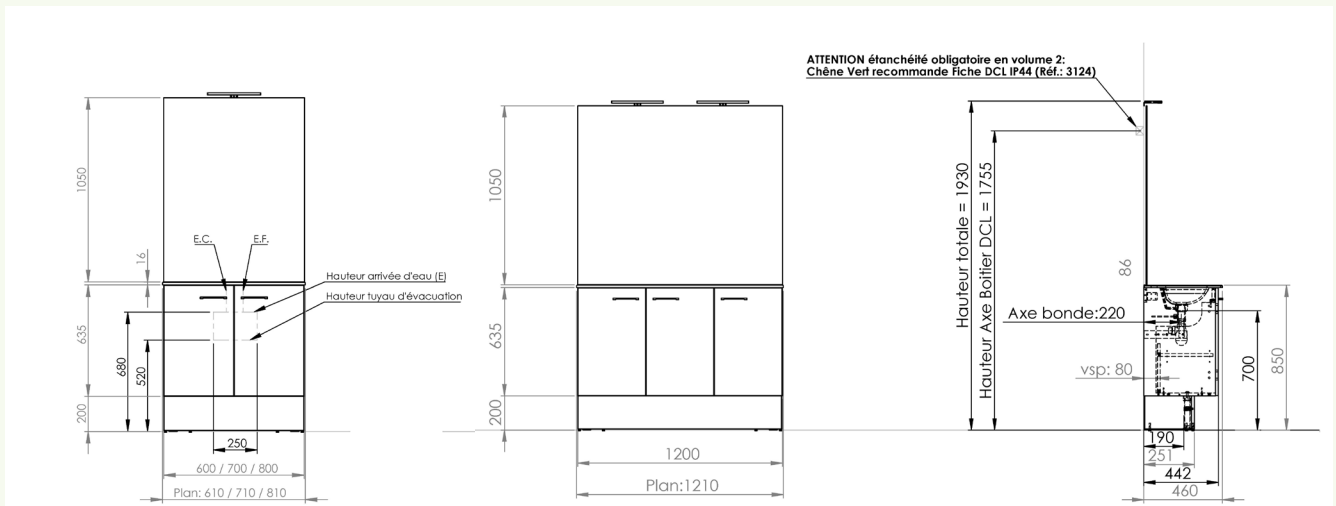 ATTENTION étanchéité obligatoire en volume 2:
Chêne Vert recommande Fiche DCL IP44 (Réf.: 3124)
1050
16
635
200
680
520
E.C.
E.F.
Hauteur arrivée d'eau (E)
Hauteur tuyau d'évacuation
250
600 / 700 / 800
Plan: 610 / 710 / 810
1050
635
200
1200
Plan:1210
Hauteur totale = 1930
Hauteur Axe Boitier DCL = 1755
86
Axe bonde:220
vsp: 80
700
850
190
251
442
460